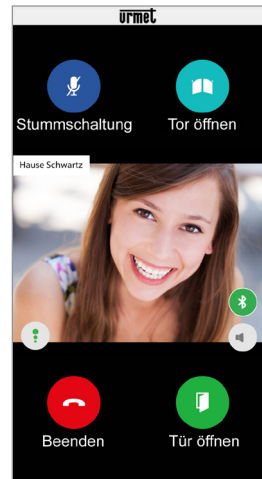 urmet
Stummschaltung
Tor öffnen
Hause Schwartz
Beenden
Tür öffnen